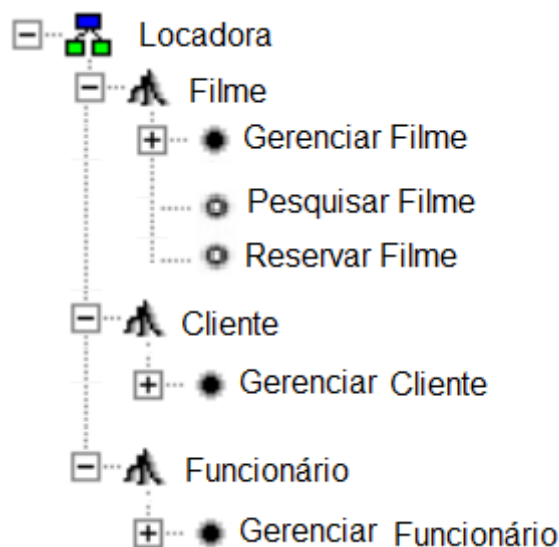 Locadora
Filme
Gerenciar Filme
Pesquisar Filme
Reservar Filme
Cliente
Gerenciar Cliente
Funcionário
Gerenciar Funcionário